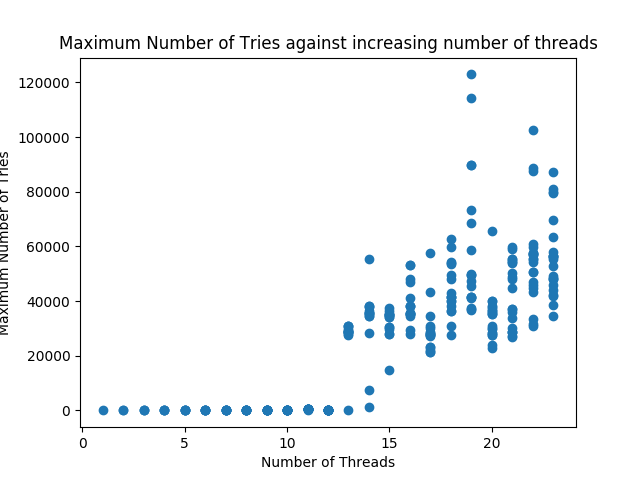 Maximum Number of Tries against increasing number of threads
Maximum Number of Tries
120000
100000
80000
60000
40000
20000
0
0 5 10 15 20
Number of Threads